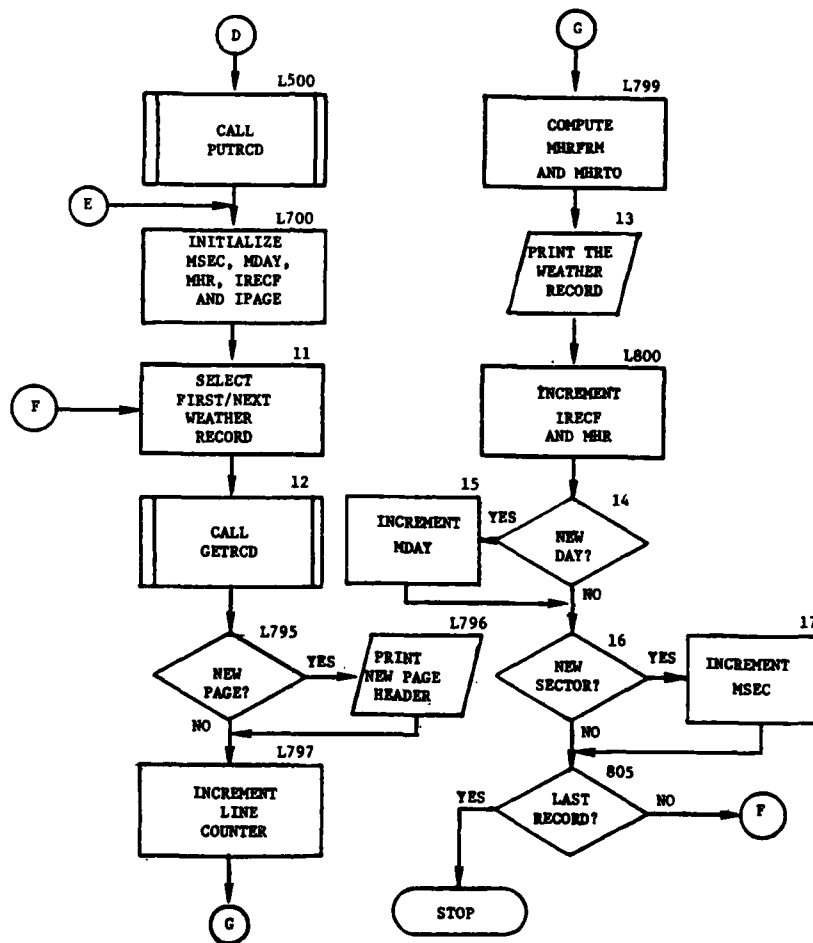 D
L500
CALL
PUTRCD
E
L700
INITIALIZE
MSEC, MDAY,
MHR, IRECF
AND IPAGE
11
SELECT
FIRST/NEXT
WEATHER
RECORD
F
12
CALL
GETRCD
L795
NEW
PAGE?
YES
NO
L796
PRINT
NEW PAGE
HEADER
L797
INCREMENT
LINE
COUNTER
G
G
L799
COMPUTE
MHRFRM
AND MHRTO
13
PRINT THE
WEATHER
RECORD
L800
INCREMENT
IRECF
AND MHR
14
NEW
DAY?
YES
NO
15
INCREMENT
MDAY
16
NEW
SECTOR?
YES
NO
17
INCREMENT
MSEC
805
LAST
RECORD?
YES
NO
F
STOP